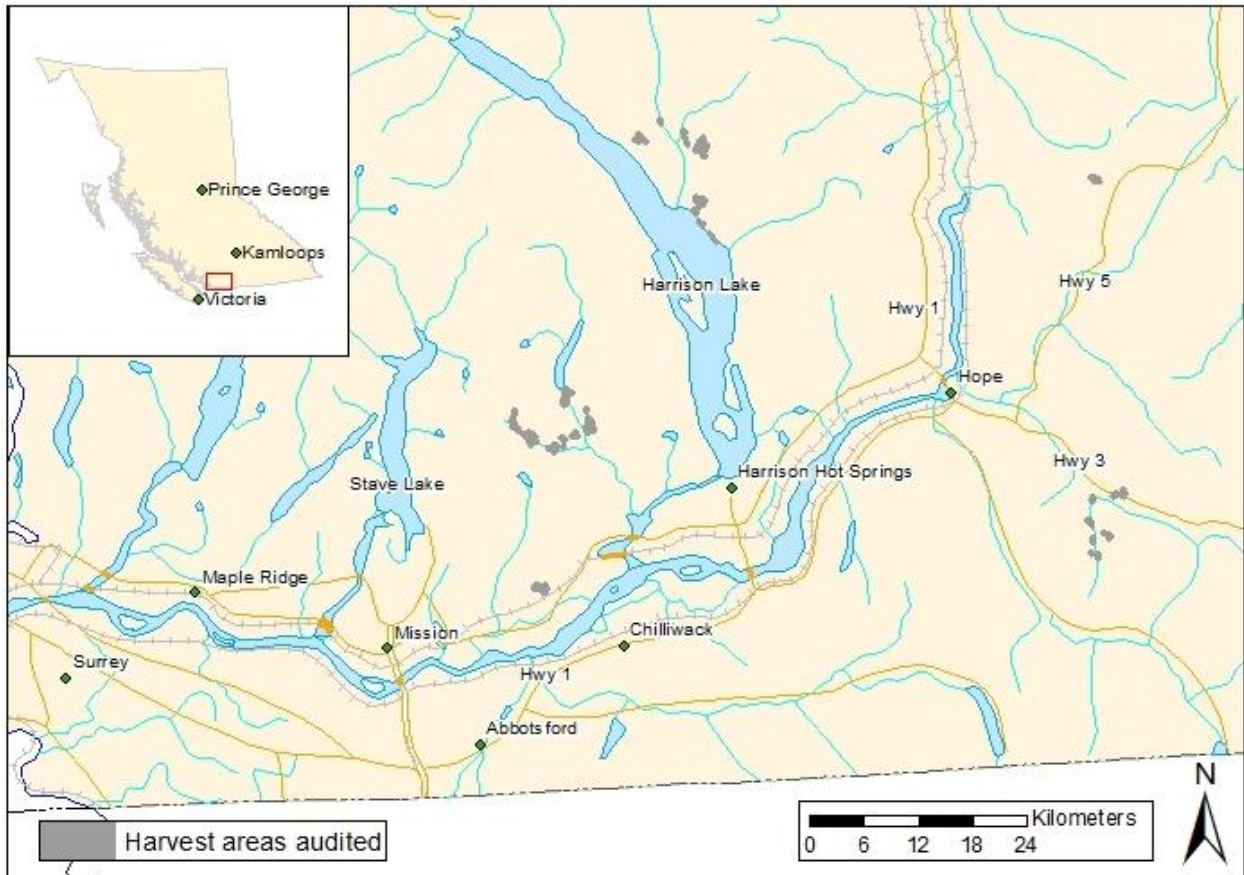 Prince George
Kamloops
Victoria
Harrison Lake
Hwy 1
Hwy 5
Hope
Hwy 3
Stave Lake
Harrison Hot Springs
Maple Ridge
Mission
Chilliwack
Surrey
Hwy 1
Abbotsford
N
Harvest areas audited
Kilometers
0 6 12 18 24